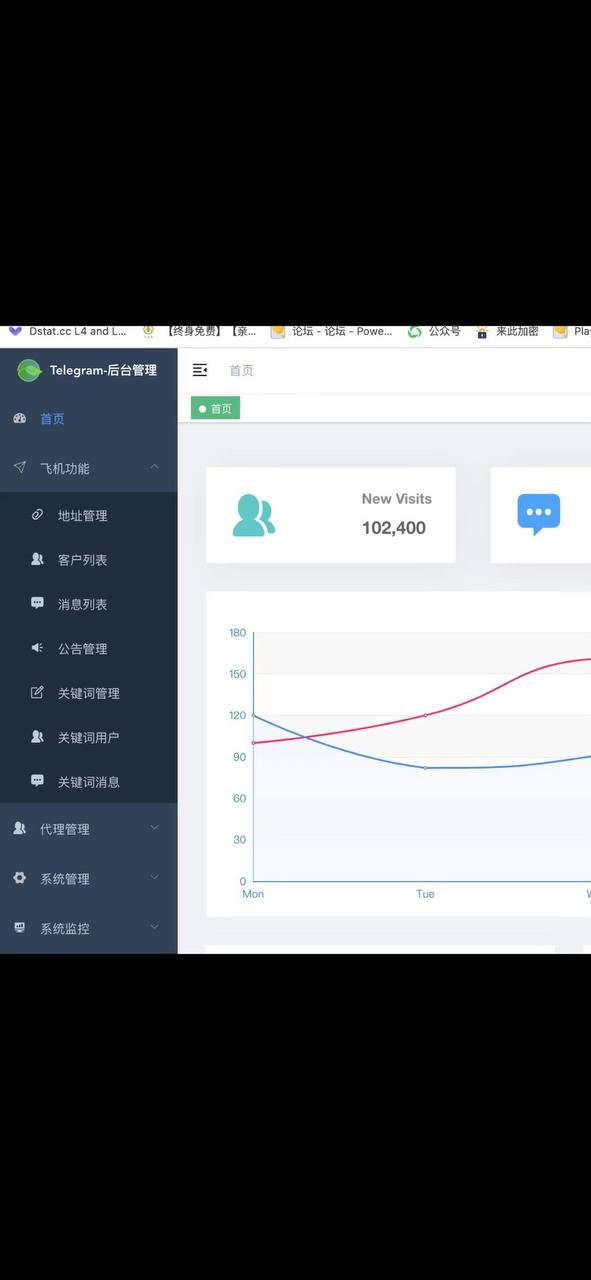 Dstat.cc L4 and L... 【终身免费】【亲... 论坛 - 论坛 - Powe... 公众号 来此加密 Play
Telegram-后台管理
首页
首页
首页
飞机功能
New Visits
102,400
地址管理
客户列表
消息列表
公告管理
关键词管理
关键词用户
关键词消息
代理管理
系统管理
系统监控
180
150
120
90
60
30
0
Mon Tue W